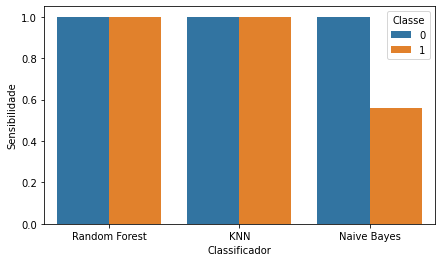 1.0
0.8
0.6
0.4
0.2
0.0
Sensibilidade
Classe
0
1
Random Forest
KNN
Naive Bayes
Classificador